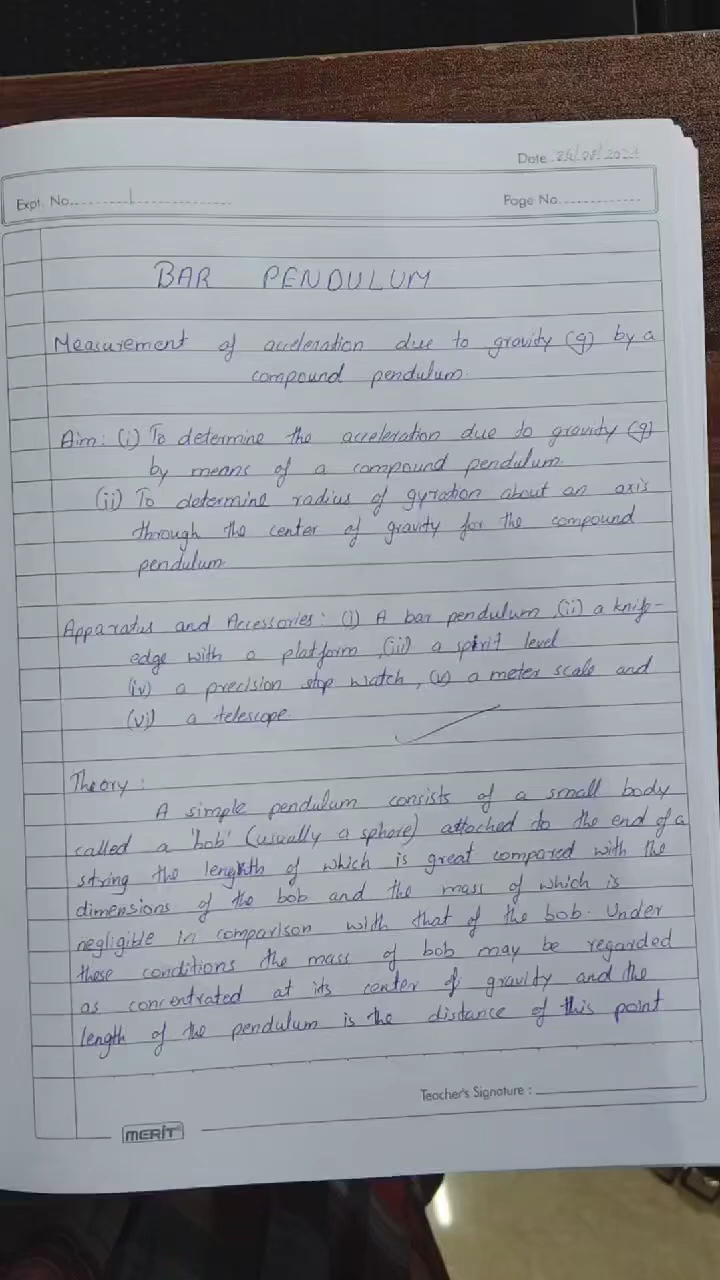 Date 26/08/2024
Expt. No. 1
Page No.
BAR PENDULUM
Measurement of acceleration due to gravity (g) by a
compound pendulum.
Aim: (i) To determine the acceleration due to gravity (g)
by means of a compound pendulum.
(ii) To determine radius of gyration about an axis
through the center of gravity for the compound
pendulum.
Apparatus and Accessories: (i) A bar pendulum, (ii) a knife-
edge with a platform, (iii) a spirit level
(iv) a precision stop watch, (v) a meter scale and
(vi) a telescope.
Theory:
A simple pendulum consists of a small body
called a 'bob' (usually a sphere) attached to the end of a
string the length of which is great compared with the
dimensions of the bob and the mass of which is
negligible in comparison with that of the bob. Under
these conditions the mass of bob may be regarded
as concentrated at its center of gravity and the
length of the pendulum is the distance of this point
Teacher's Signature :
MERIT